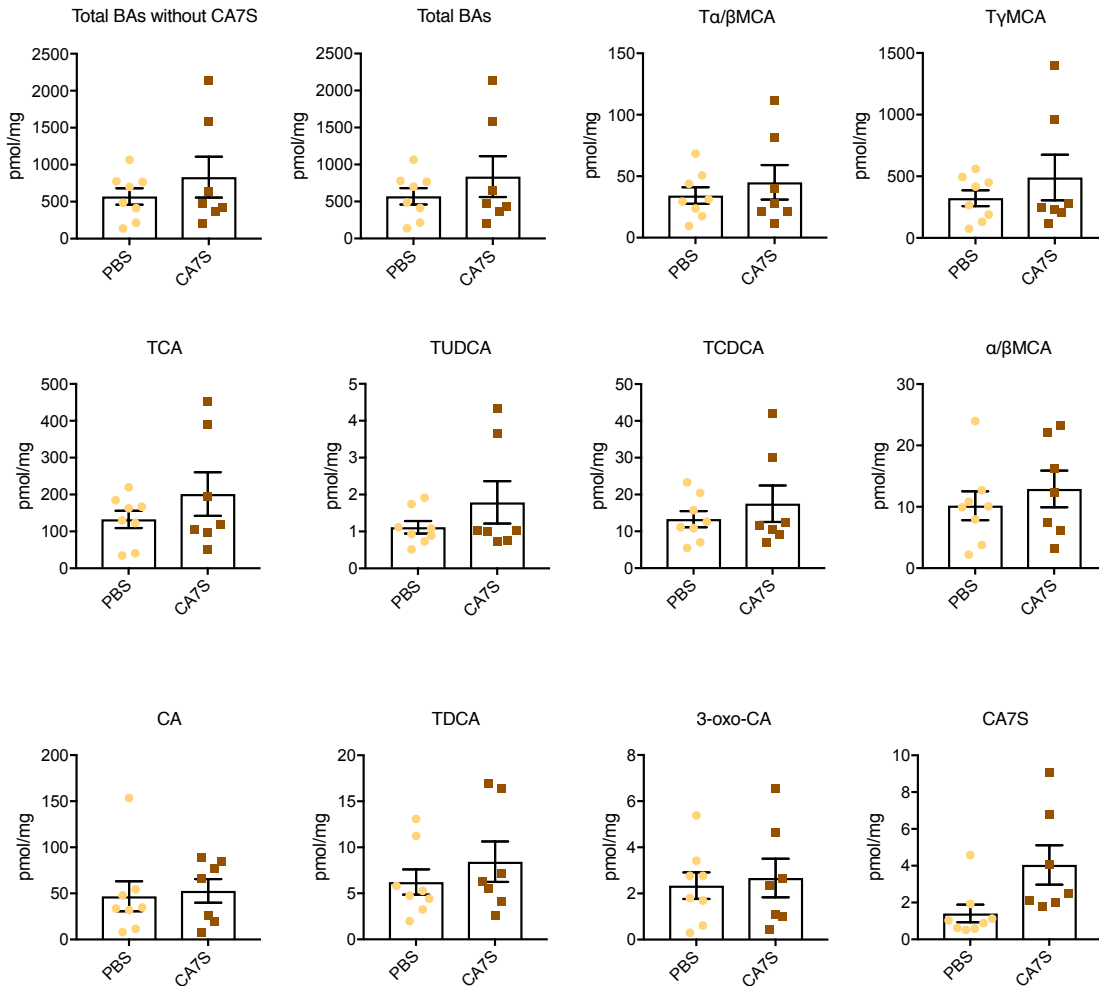 Total BAs without CA7S
pmol/mg
2500
2000
1500
1000
500
0
PBS
CA7S
Total BAs
2500
2000
1500
1000
500
0
PBS
CA7S
Tα/βMCA
pmol/mg
150
100
50
0
PBS
CA7S
TγMCA
pmol/mg
1500
1000
500
0
PBS
CA7S
TCA
pmol/mg
500
400
300
200
100
0
PBS
CA7S
TUDCA
pmol/mg
5
4
3
2
1
0
PBS
CA7S
TCDCA
pmol/mg
50
40
30
20
10
0
PBS
CA7S
α/βMCA
pmol/mg
30
20
10
0
PBS
CA7S
CA
pmol/mg
200
150
100
50
0
PBS
CA7S
TDCA
pmol/mg
20
15
10
5
0
PBS
CA7S
3-oxo-CA
pmol/mg
8
6
4
2
0
PBS
CA7S
CA7S
pmol/mg
10
8
6
4
2
0
PBS
CA7S